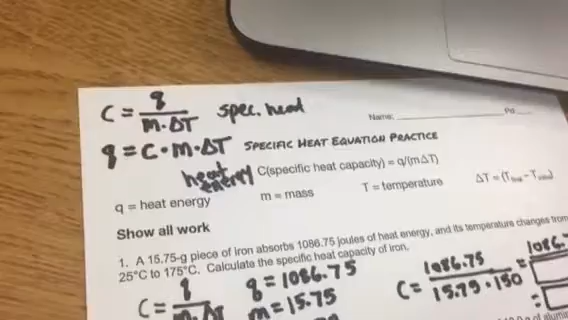 C = q / m·ΔT spec. heat
Name: Pd
q = C·m·ΔT SPECIFIC HEAT EQUATION PRACTICE
heat energy C(specific heat capacity) = q/(mΔT)
q = heat energy m = mass T = temperature ΔT = (Tfinal – Tinitial)
Show all work
1. A 15.75-g piece of iron absorbs 1086.75 joules of heat energy, and its temperature changes from
25°C to 175°C. Calculate the specific heat capacity of iron.
C = q / m·ΔT q = 1086.75 C = 1086.75 / 15.75·150 = 1086.
m = 15.75 =